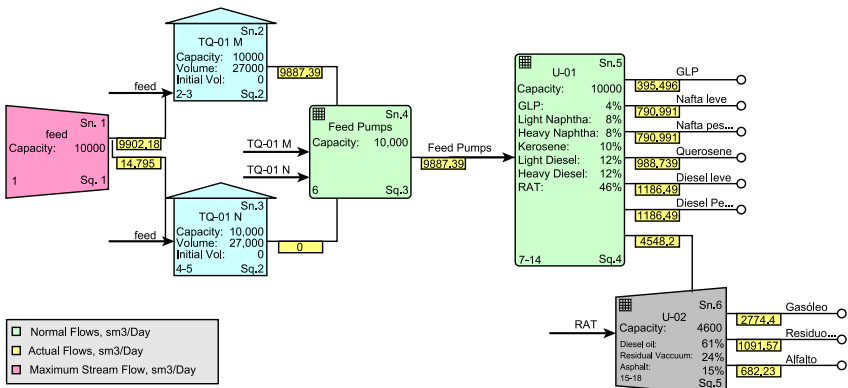 Sn. 1
feed
Capacity: 10000
1
Sq. 1
9902.18
14.795
feed
Sn.2
TQ-01 M
Capacity: 10000
Volume: 27000
Initial Vol: 0
2-3
Sq.2
9887.39
feed
Sn.3
TQ-01 N
Capacity: 10,000
Volume: 27,000
Initial Vol: 0
4-5
Sq.2
0
TQ-01 M
TQ-01 N
Sn.4
Feed Pumps
Capacity: 10,000
6
Sq.3
Feed Pumps
9887.39
Sn.5
U-01
Capacity: 10000
GLP: 4%
Light Naphtha: 8%
Heavy Naphtha: 8%
Kerosene: 10%
Light Diesel: 12%
Heavy Diesel: 12%
RAT: 46%
7-14
Sq.4
GLP
395.496
Nafta leve
790.991
Nafta pes...
790.991
Querosene
988.739
Diesel leve
1186.49
Diesel Pe...
1186.49
4548.2
RAT
Sn.6
U-02
Capacity: 4600
Diesel oil: 61%
Residual Vaccuum: 24%
Asphalt: 15%
15-18
Sq.5
Gasóleo
2774.4
Residuo...
1091.57
Alfalto
682.23
Normal Flows, sm3/Day
Actual Flows, sm3/Day
Maximum Stream Flow, sm3/Day